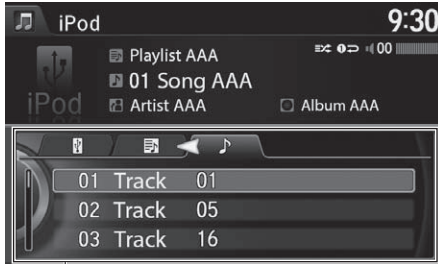 iPod 9:30
Playlist AAA
00
01 Song AAA
iPod Artist AAA Album AAA
01 Track 01
02 Track 05
03 Track 16